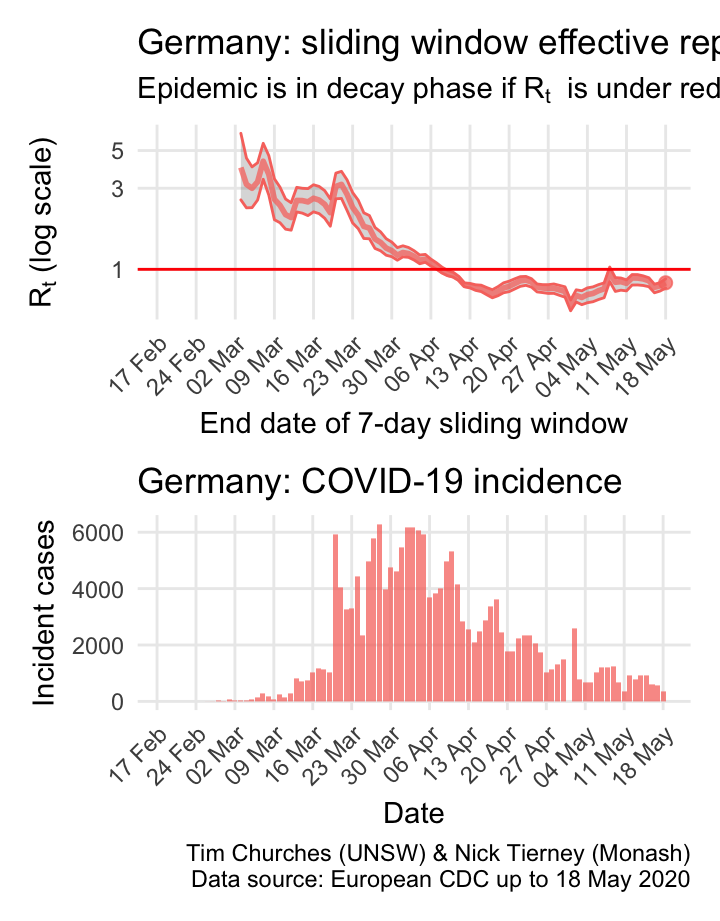 Germany: sliding window effective rep
Epidemic is in decay phase if Rt is under red
Rt (log scale)
5
3
1
17 Feb
24 Feb
02 Mar
09 Mar
16 Mar
23 Mar
30 Mar
06 Apr
13 Apr
20 Apr
27 Apr
04 May
11 May
18 May
End date of 7-day sliding window
Germany: COVID-19 incidence
Incident cases
6000
4000
2000
0
17 Feb
24 Feb
02 Mar
09 Mar
16 Mar
23 Mar
30 Mar
06 Apr
13 Apr
20 Apr
27 Apr
04 May
11 May
18 May
Date
Tim Churches (UNSW) & Nick Tierney (Monash)
Data source: European CDC up to 18 May 2020